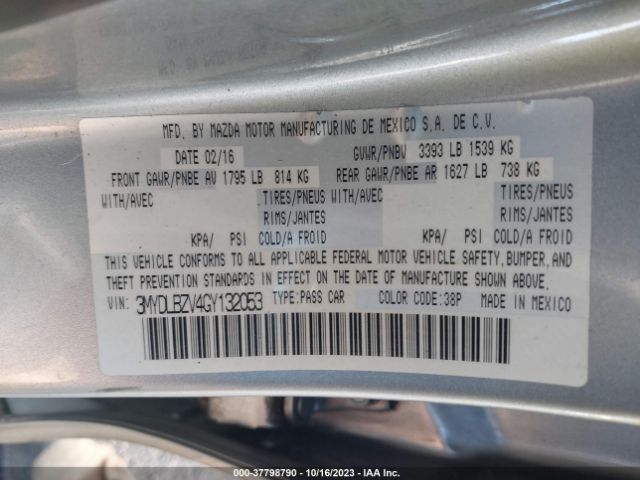 MFD. BY MAZDA MOTOR MANUFACTURING DE MEXICO S.A. DE C.V.
DATE 02/16 GVWR/PNBV 3393 LB 1539 KG
FRONT GAWR/PNBE AV 1795 LB 814 KG REAR GAWR/PNBE AR 1627 LB 738 KG
WITH/AVEC TIRES/PNEUS WITH/AVEC TIRES/PNEUS
RIMS/JANTES RIMS/JANTES
KPA/ PSI COLD/A FROID KPA/ PSI COLD/A FROID
THIS VEHICLE CONFORMS TO ALL APPLICABLE FEDERAL MOTOR VEHICLE SAFETY, BUMPER, AND
THEFT PREVENTION STANDARDS IN EFFECT ON THE DATE OF MANUFACTURE SHOWN ABOVE.
VIN: 3MYDLBZV4GY132053 TYPE:PASS CAR COLOR CODE:38P MADE IN MEXICO
000-37798790 - 10/16/2023 - IAA Inc.